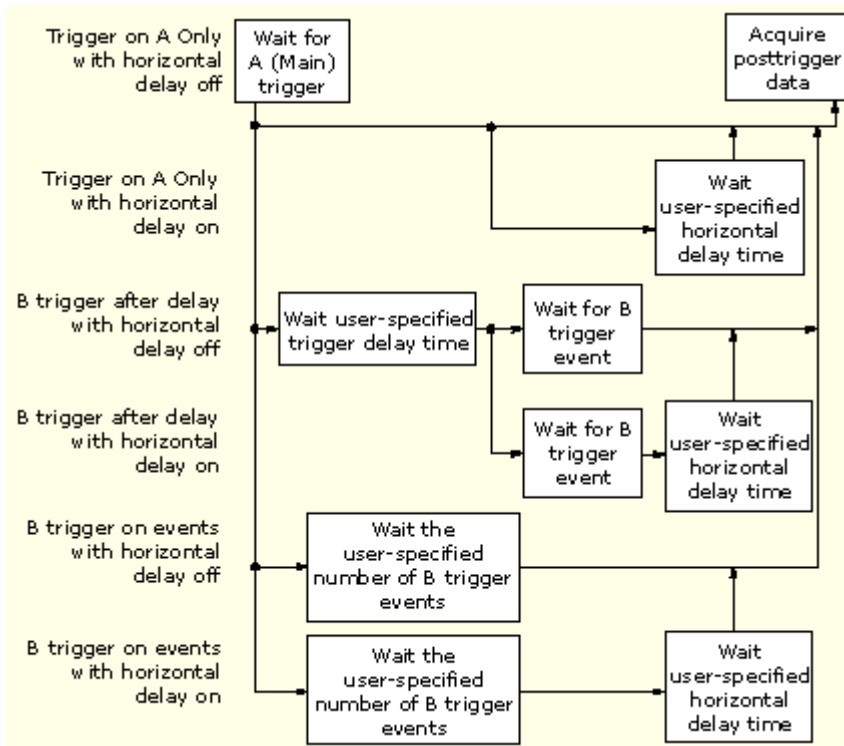 Trigger on A Only
with horizontal
delay off
Wait for
A (Main)
trigger
Acquire
posttrigger
data
Trigger on A Only
with horizontal
delay on
Wait
user-specified
horizontal
delay time
B trigger after delay
with horizontal
delay off
Wait user-specified
trigger delay time
Wait for B
trigger
event
B trigger after delay
with horizontal
delay on
Wait for B
trigger
event
Wait
user-specified
horizontal
delay time
B trigger on events
with horizontal
delay off
Wait the
user-specified
number of B trigger
events
B trigger on events
with horizontal
delay on
Wait the
user-specified
number of B trigger
events
Wait
user-specified
horizontal
delay time